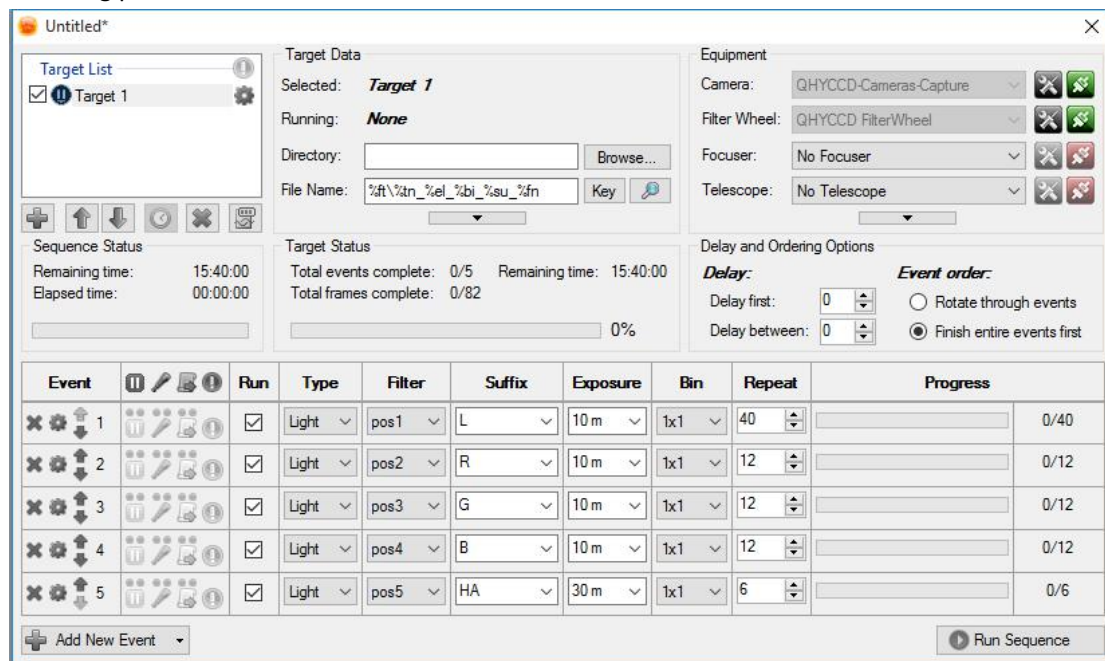 Untitled*
Target List
Target 1
Target Data
Selected: Target 1
Running: None
Directory: Browse...
File Name: %ft\%tn_%el_%bi_%su_%fn Key
Equipment
Camera: QHYCCD-Cameras-Capture
Filter Wheel: QHYCCD FilterWheel
Focuser: No Focuser
Telescope: No Telescope
Sequence Status
Remaining time: 15:40:00
Elapsed time: 00:00:00
Target Status
Total events complete: 0/5 Remaining time: 15:40:00
Total frames complete: 0/82
0%
Delay and Ordering Options
Delay: Event order:
Delay first: 0 Rotate through events
Delay between: 0 Finish entire events first
Event Run Type Filter Suffix Exposure Bin Repeat Progress
1 Light pos1 L 10 m 1x1 40 0/40
2 Light pos2 R 10 m 1x1 12 0/12
3 Light pos3 G 10 m 1x1 12 0/12
4 Light pos4 B 10 m 1x1 12 0/12
5 Light pos5 HA 30 m 1x1 6 0/6
Add New Event Run Sequence